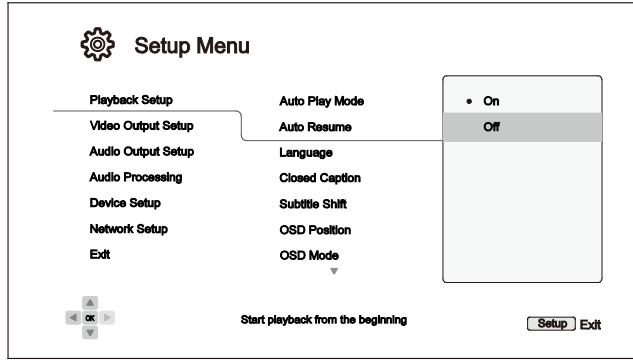 Setup Menu
Playback Setup
Video Output Setup
Audio Output Setup
Audio Processing
Device Setup
Network Setup
Exit
Auto Play Mode
Auto Resume
Language
Closed Caption
Subtitle Shift
OSD Position
OSD Mode
On
Off
OK
Start playback from the beginning
Setup Exit